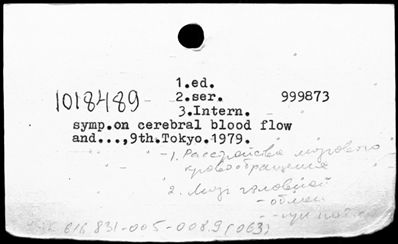 1.ed.
1018489 2.ser. 999873
3.Intern.
symp.on cerebral blood flow
and...,9th.Tokyo.1979.
1. Расстройства мозгового
кровообращения
2. Мозг головной
- обмен
616.831-005-008.9(063)